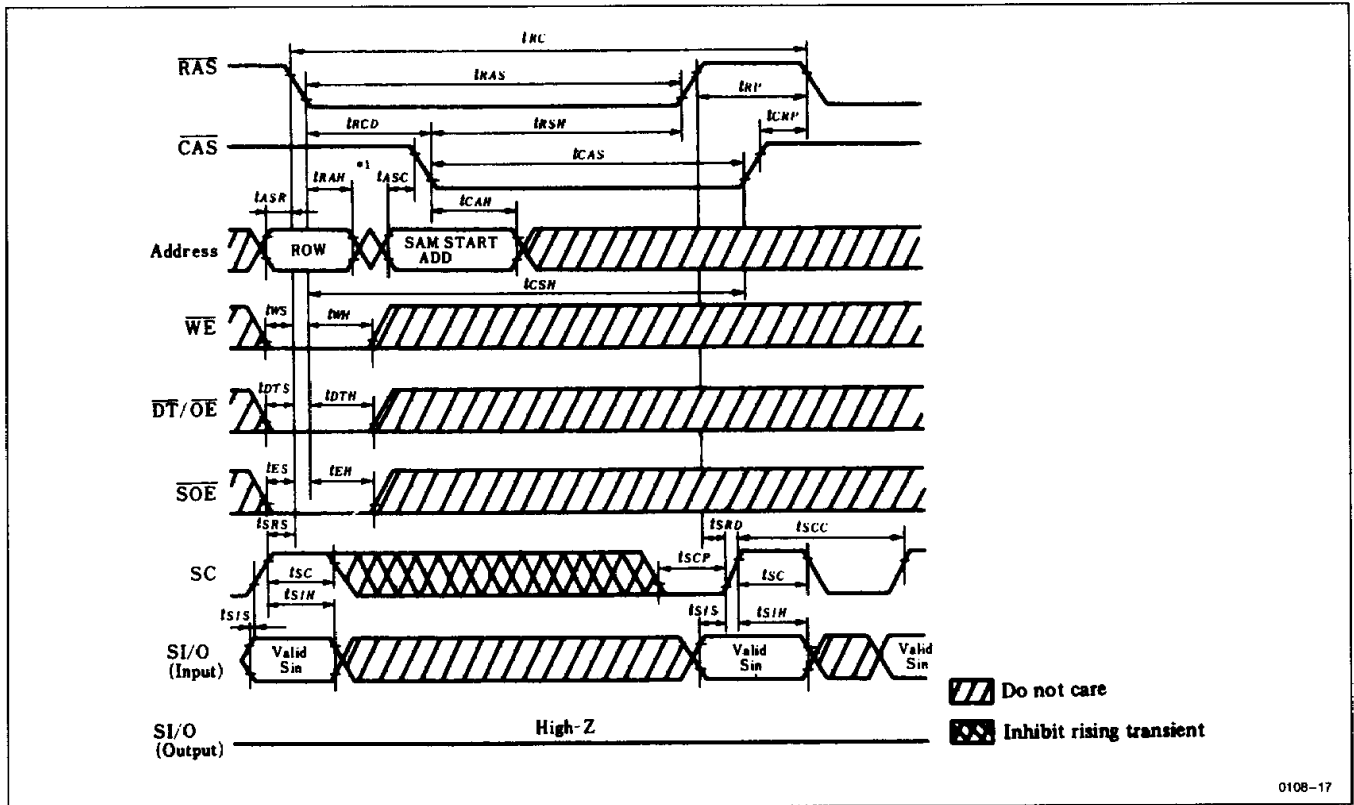 tRC
RAS
tRAS
tRP
tRCD
tRSH
tCRP
CAS
*1
tCAS
tRAH
tASC
tASR
tCAH
Address
ROW
SAM START
ADD
tCSH
WE
tWS
tWH
DT/OE
tDTS
tDTH
SOE
tES
tEH
tSRS
tSRD
tSCC
SC
tSC
tSCP
tSC
tSIH
tSIS
tSIS
tSIH
SI/O
(Input)
Valid
Sin
Valid
Sin
Valid
Sin
Do not care
SI/O
(Output)
High-Z
Inhibit rising transient
0108-17